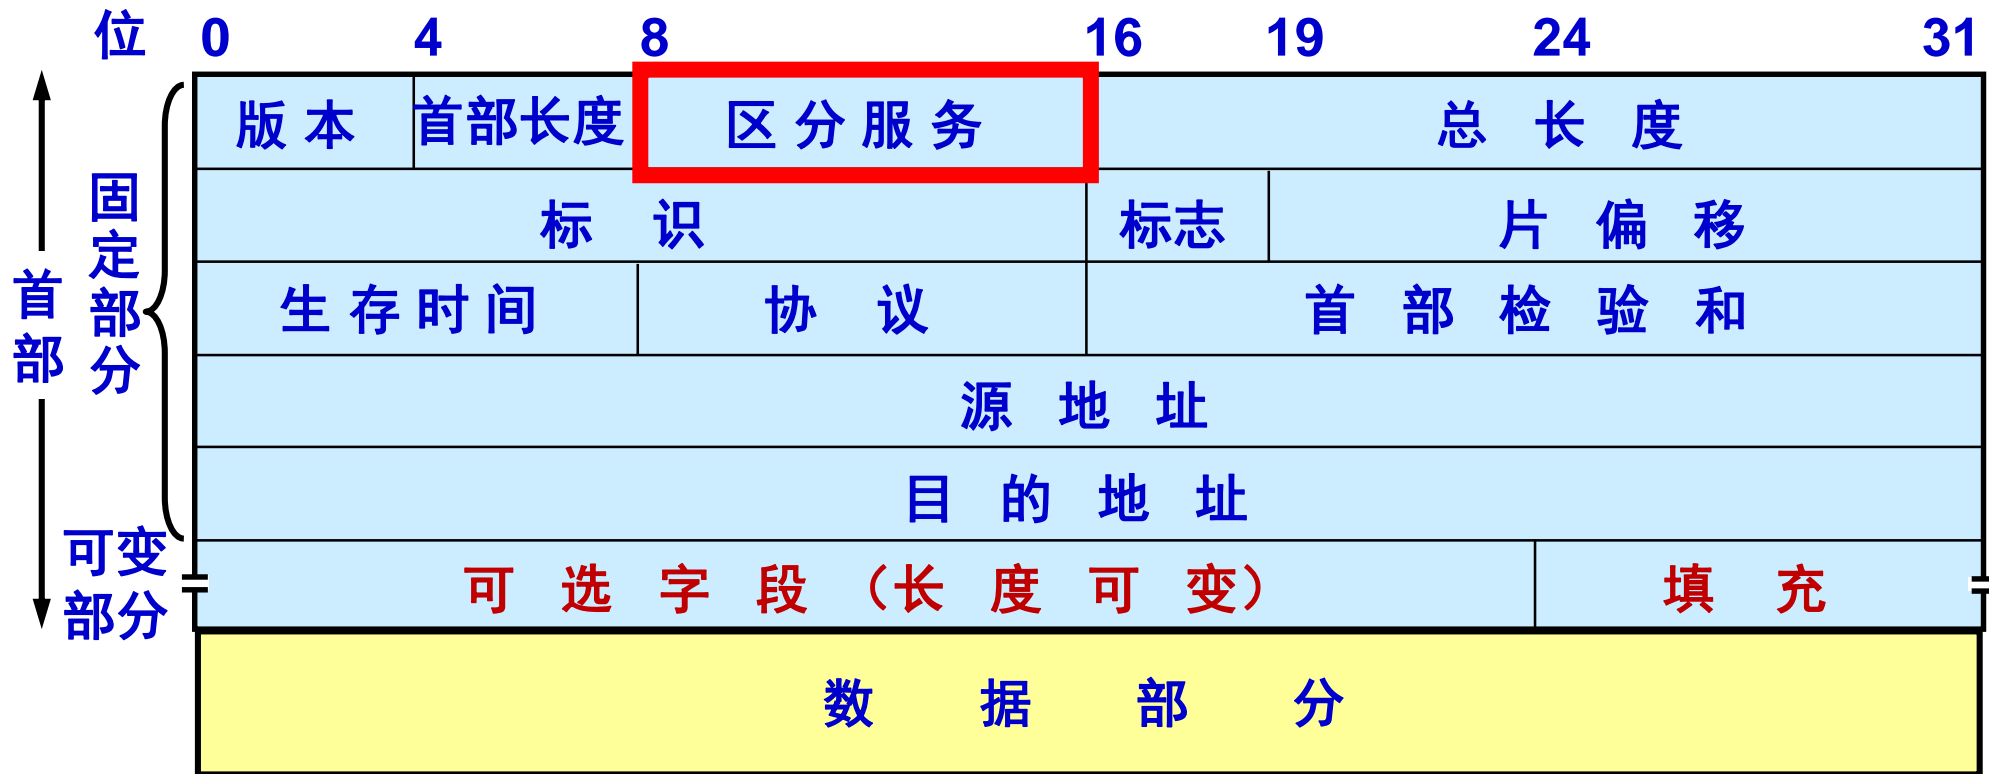 位 0 4 8 16 19 24 31
版本 首部长度 区分服务 总长度
标识 标志 片偏移
生存时间 协议 首部检验和
源地址
目的地址
可选字段（长度可变） 填充
数据部分
首部
固定部分
可变
部分